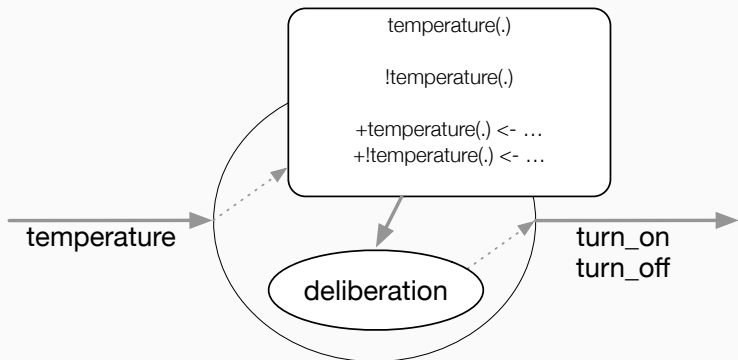 temperature(.)
!temperature(.)
+temperature(.) <- …
+!temperature(.) <- …
temperature
turn_on
turn_off
deliberation